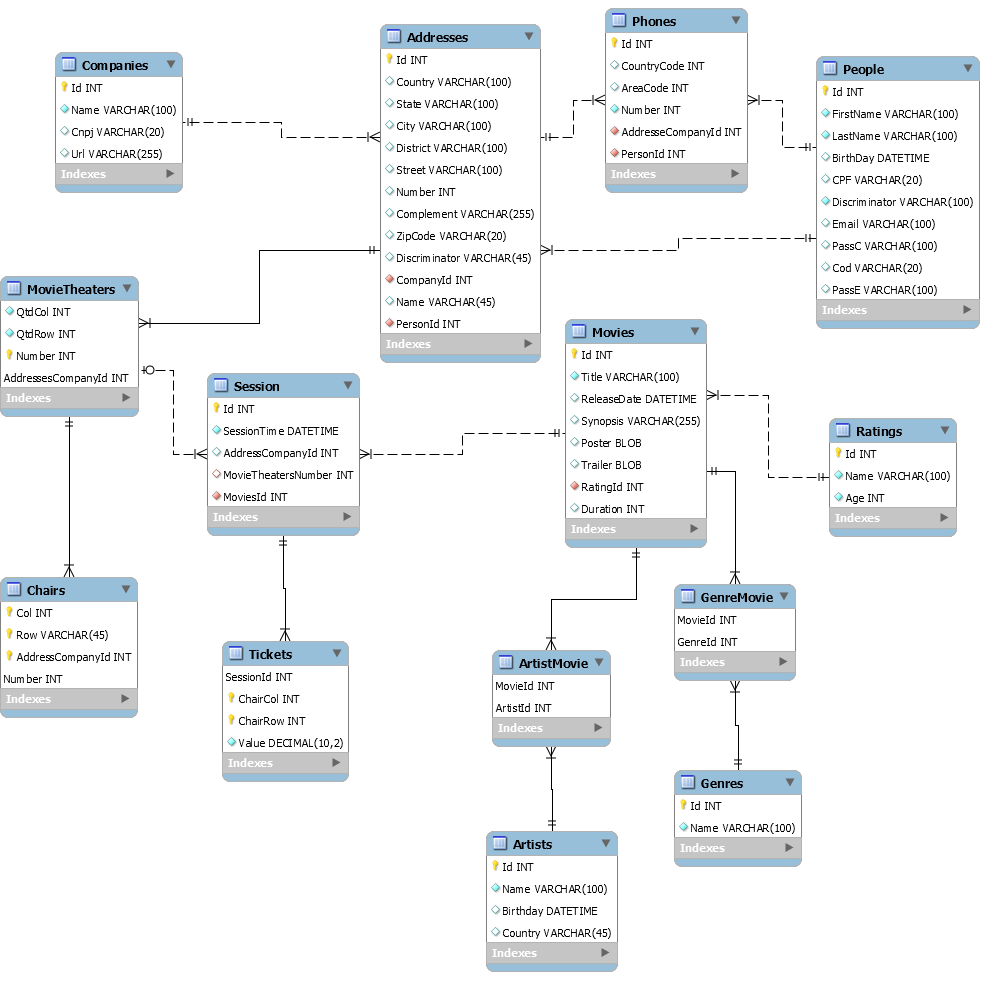 Companies
Id INT
Name VARCHAR(100)
Cnpj VARCHAR(20)
Url VARCHAR(255)
Indexes
Addresses
Id INT
Country VARCHAR(100)
State VARCHAR(100)
City VARCHAR(100)
District VARCHAR(100)
Street VARCHAR(100)
Number INT
Complement VARCHAR(255)
ZipCode VARCHAR(20)
Discriminator VARCHAR(45)
CompanyId INT
Name VARCHAR(45)
PersonId INT
Indexes
Phones
Id INT
CountryCode INT
AreaCode INT
Number INT
AddresseCompanyId INT
PersonId INT
Indexes
People
Id INT
FirstName VARCHAR(100)
LastName VARCHAR(100)
BirthDay DATETIME
CPF VARCHAR(20)
Discriminator VARCHAR(100)
Email VARCHAR(100)
PassC VARCHAR(100)
Cod VARCHAR(20)
PassE VARCHAR(100)
Indexes
MovieTheaters
QtdCol INT
QtdRow INT
Number INT
AddressesCompanyId INT
Indexes
Session
Id INT
SessionTime DATETIME
AddressCompanyId INT
MovieTheatersNumber INT
MoviesId INT
Indexes
Movies
Id INT
Title VARCHAR(100)
ReleaseDate DATETIME
Synopsis VARCHAR(255)
Poster BLOB
Trailer BLOB
RatingId INT
Duration INT
Indexes
Ratings
Id INT
Name VARCHAR(100)
Age INT
Indexes
Chairs
Col INT
Row VARCHAR(45)
AddressCompanyId INT
Number INT
Indexes
Tickets
SessionId INT
ChairCol INT
ChairRow INT
Value DECIMAL(10,2)
Indexes
ArtistMovie
MovieId INT
ArtistId INT
Indexes
GenreMovie
MovieId INT
GenreId INT
Indexes
Genres
Id INT
Name VARCHAR(100)
Indexes
Artists
Id INT
Name VARCHAR(100)
Birthday DATETIME
Country VARCHAR(45)
Indexes